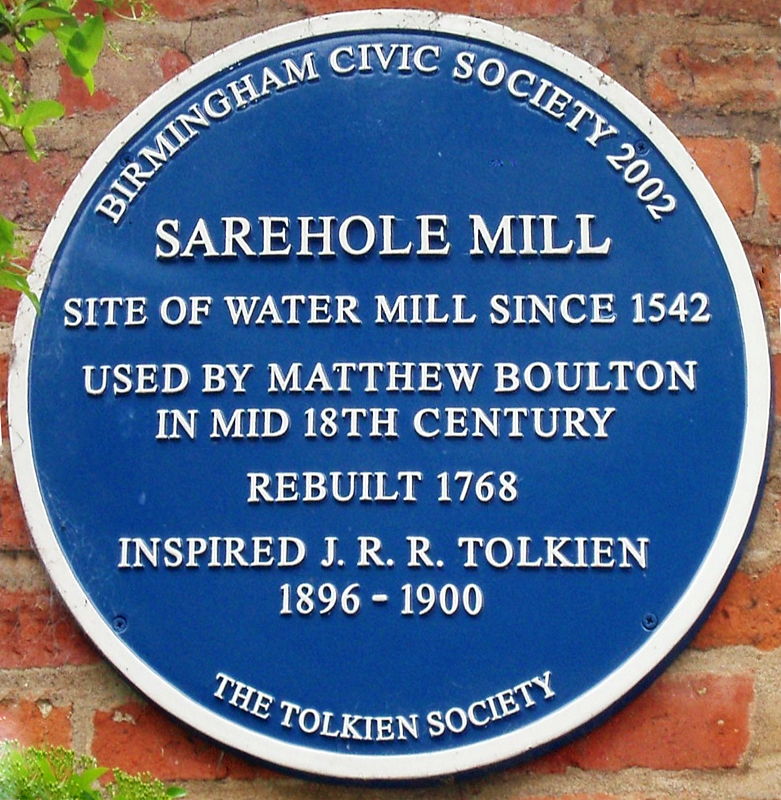 BIRMINGHAM CIVIC SOCIETY 2002
SAREHOLE MILL
SITE OF WATER MILL SINCE 1542
USED BY MATTHEW BOULTON
IN MID 18TH CENTURY
REBUILT 1768
INSPIRED J. R. R. TOLKIEN
1896 - 1900
THE TOLKIEN SOCIETY